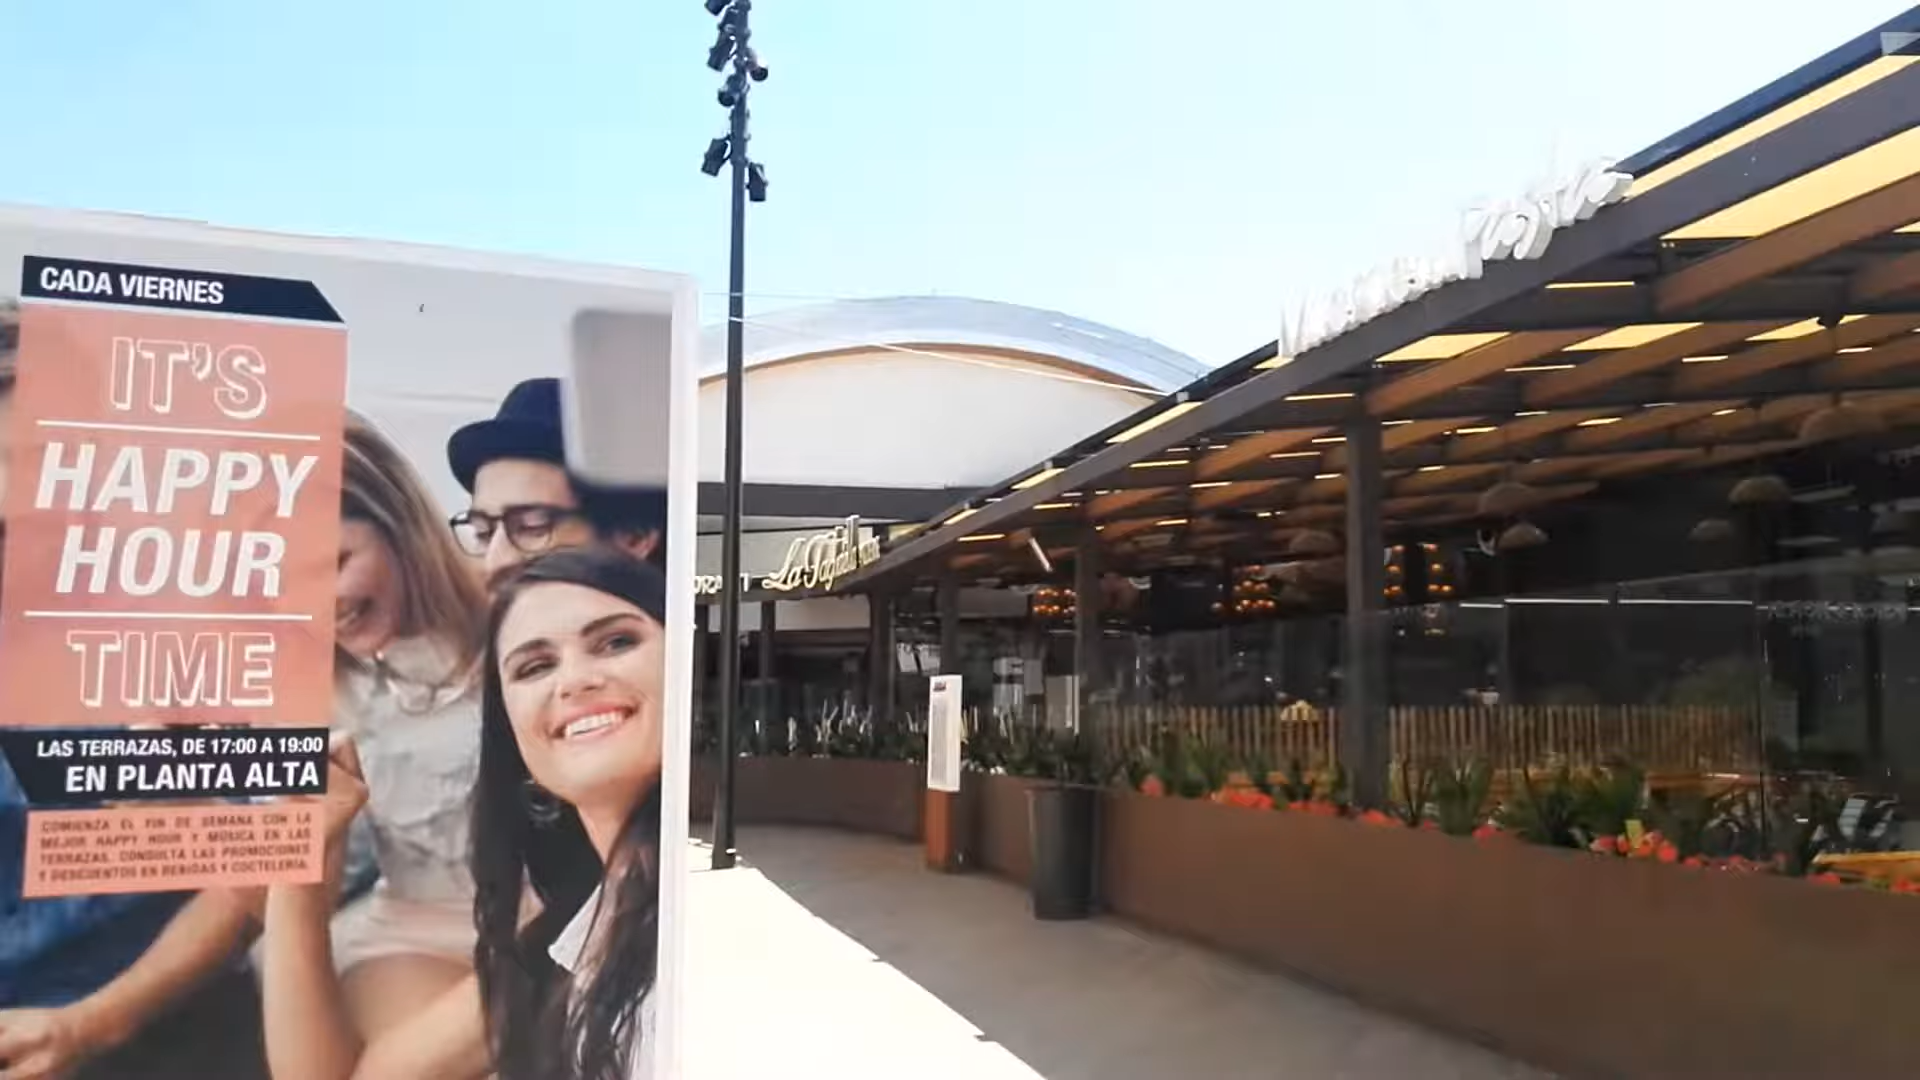 CADA VIERNES
IT'S
HAPPY
HOUR
TIME
LAS TERRAZAS, DE 17:00 A 19:00
EN PLANTA ALTA
COMIENZA EL FIN DE SEMANA CON LA
MEJOR HAPPY HOUR Y MÚSICA EN LAS
TERRAZAS. CONSULTA LAS PROMOCIONES
Y DESCUENTOS EN BEBIDAS Y COCTELERÍA.
La Tagliatella